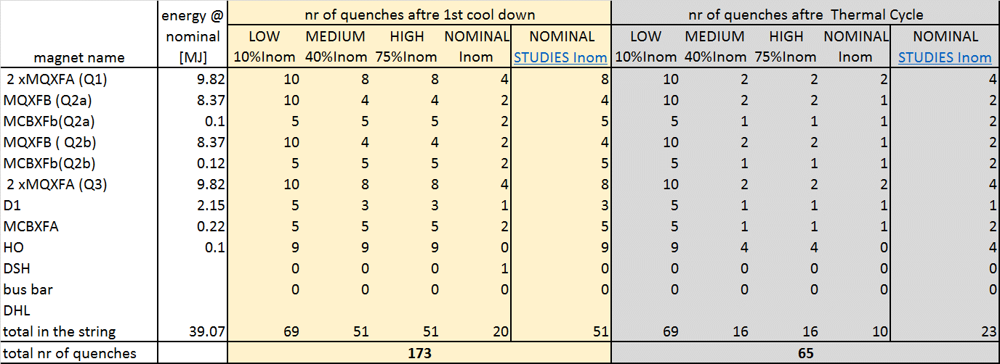 energy @ nr of quenches aftre 1st cool down nr of quenches aftre Thermal Cycle
nominal LOW MEDIUM HIGH NOMINAL NOMINAL LOW MEDIUM HIGH NOMINAL NOMINAL
magnet name [MJ] 10%Inom 40%Inom 75%Inom Inom STUDIES Inom 10%Inom 40%Inom 75%Inom Inom STUDIES Inom
2 xMQXFA (Q1) 9.82 10 8 8 4 8 10 2 2 2 4
MQXFB (Q2a) 8.37 10 4 4 2 4 10 2 2 1 2
MCBXFb(Q2a) 0.1 5 5 5 2 5 5 1 1 1 2
MQXFB ( Q2b) 8.37 10 4 4 2 4 10 2 2 1 2
MCBXFb(Q2b) 0.12 5 5 5 2 5 5 1 1 1 2
2 xMQXFA (Q3) 9.82 10 8 8 4 8 10 2 2 2 4
D1 2.15 5 3 3 1 3 5 1 1 1 1
MCBXFA 0.22 5 5 5 2 5 5 1 1 1 2
HO 0.1 9 9 9 0 9 9 4 4 0 4
DSH 0 0 0 1 0 0 0 0 0 0
bus bar 0 0 0 0 0 0 0 0 0 0
DHL
total in the string 39.07 69 51 51 20 51 69 16 16 10 23
total nr of quenches 173 65